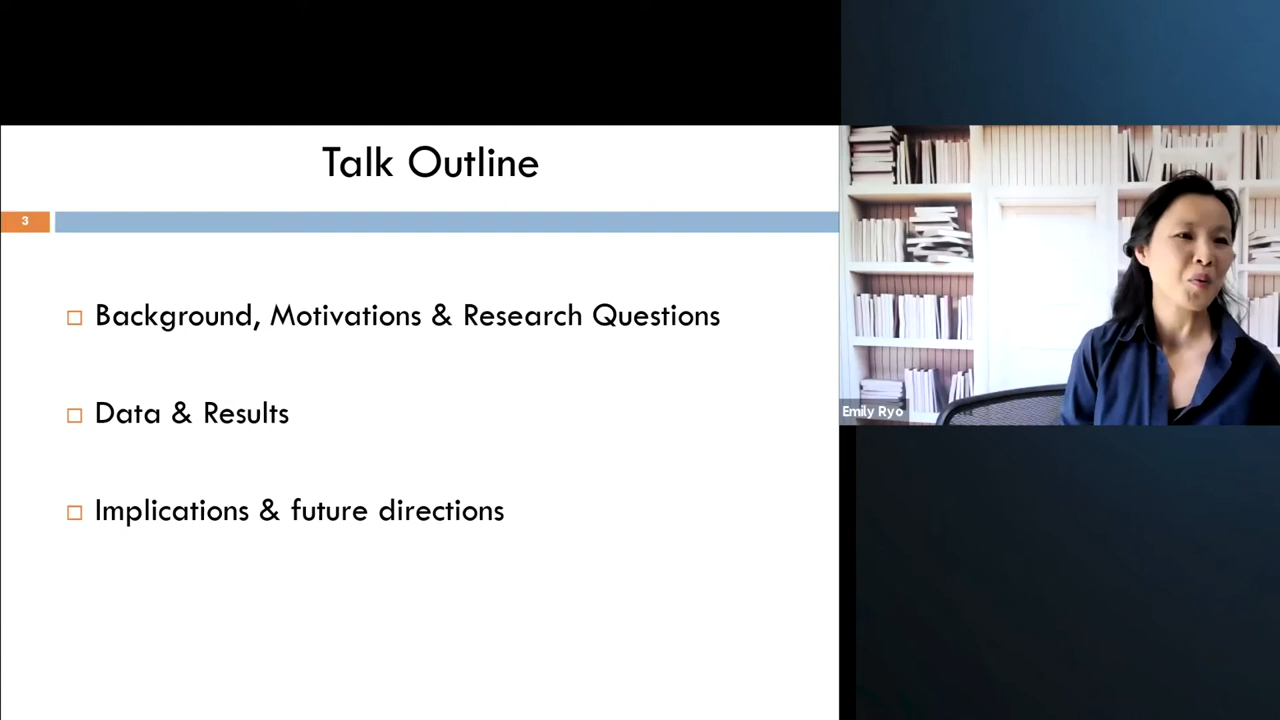 Talk Outline
3
Background, Motivations & Research Questions
Data & Results
Implications & future directions
Emily Ryo